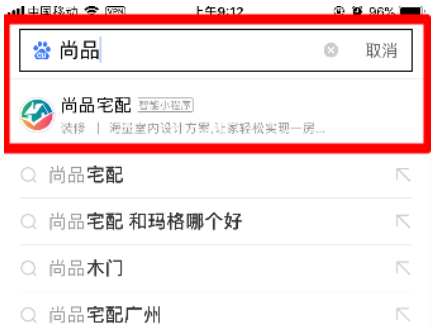 中国移动 VPN 上午9:12 96%
尚品 取消
尚品宅配 智能小程序
装修 | 海量室内设计方案,让家轻松实现一房...
尚品宅配
尚品宅配 和玛格哪个好
尚品木门
尚品宅配广州